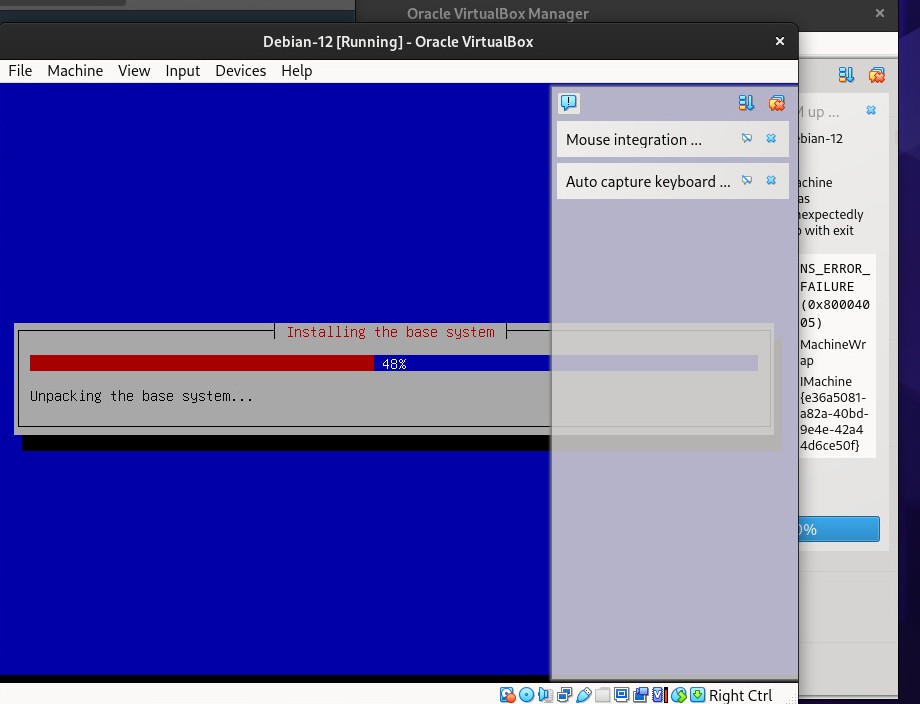 Oracle VirtualBox Manager
Debian-12 [Running] - Oracle VirtualBox
File Machine View Input Devices Help
Mouse integration ...
Auto capture keyboard ...
Installing the base system
48%
Unpacking the base system...
Right Ctrl
up ...
ebian-12
achine
as
nexpectedly
with exit
NS_ERROR_
FAILURE
(0x800040
05)
MachineWr
ap
IMachine
{e36a5081-
a82a-40bd-
9e4e-42a4
4d6ce50f}
0%